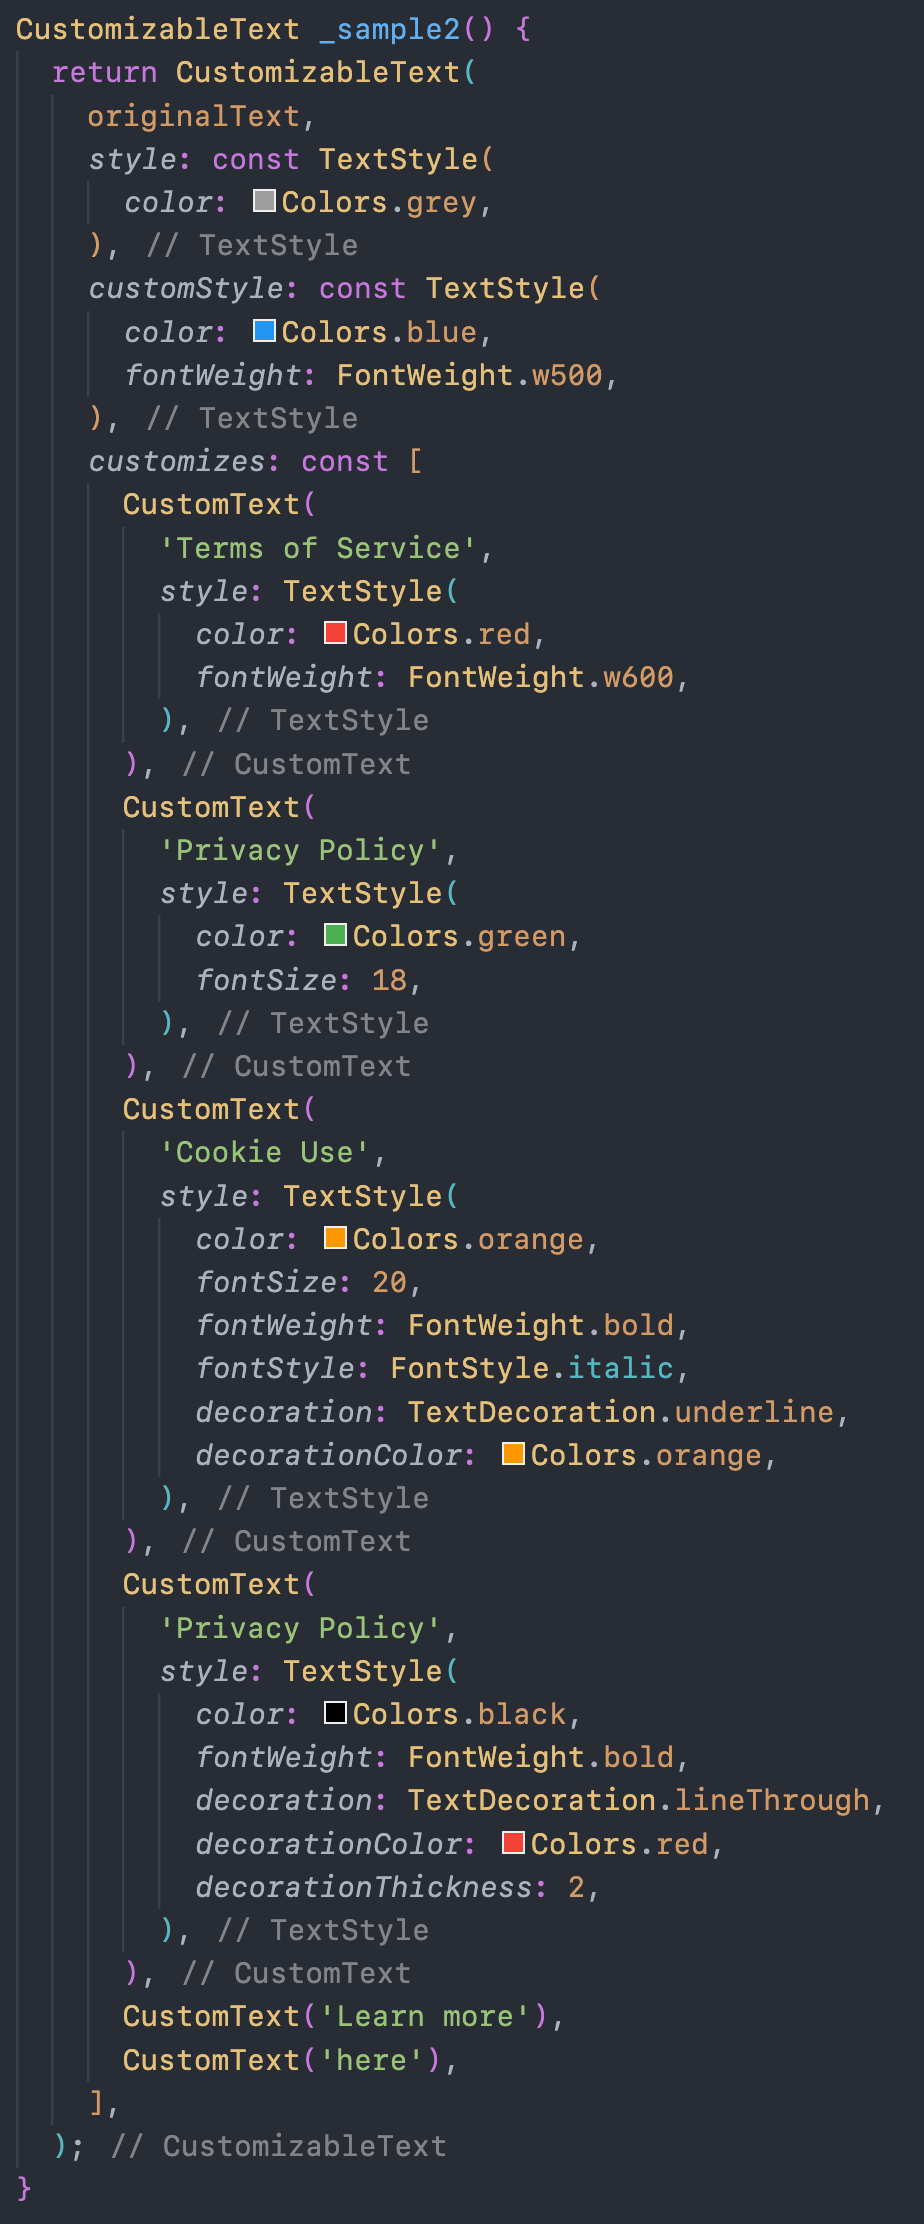 CustomizableText _sample2() {
  return CustomizableText(
    originalText,
    style: const TextStyle(
      color: Colors.grey,
    ), // TextStyle
    customStyle: const TextStyle(
      color: Colors.blue,
      fontWeight: FontWeight.w500,
    ), // TextStyle
    customizes: const [
      CustomText(
        'Terms of Service',
        style: TextStyle(
          color: Colors.red,
          fontWeight: FontWeight.w600,
        ), // TextStyle
      ), // CustomText
      CustomText(
        'Privacy Policy',
        style: TextStyle(
          color: Colors.green,
          fontSize: 18,
        ), // TextStyle
      ), // CustomText
      CustomText(
        'Cookie Use',
        style: TextStyle(
          color: Colors.orange,
          fontSize: 20,
          fontWeight: FontWeight.bold,
          fontStyle: FontStyle.italic,
          decoration: TextDecoration.underline,
          decorationColor: Colors.orange,
        ), // TextStyle
      ), // CustomText
      CustomText(
        'Privacy Policy',
        style: TextStyle(
          color: Colors.black,
          fontWeight: FontWeight.bold,
          decoration: TextDecoration.lineThrough,
          decorationColor: Colors.red,
          decorationThickness: 2,
        ), // TextStyle
      ), // CustomText
      CustomText('Learn more'),
      CustomText('here'),
    ],
  ); // CustomizableText
}